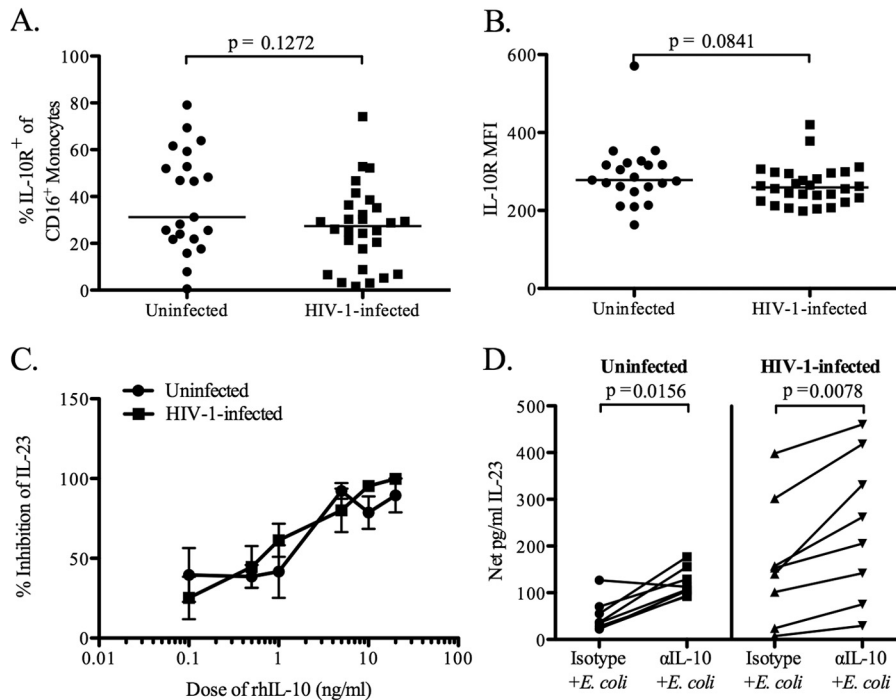 A.
p = 0.1272
% IL-10R+ of
CD16+ Monocytes
100
80
60
40
20
0
Uninfected
HIV-1-infected
B.
p = 0.0841
IL-10R MFI
600
400
200
0
Uninfected
HIV-1-infected
C.
Uninfected
HIV-1-infected
% Inhibition of IL-23
150
100
50
0
0.01
0.1
1
10
100
Dose of rhIL-10 (ng/ml)
D.
Uninfected
HIV-1-infected
p = 0.0156
p = 0.0078
Net pg/ml IL-23
500
400
300
200
100
0
Isotype
+E. coli
αIL-10
+E. coli
Isotype
+E. coli
αIL-10
+E. coli